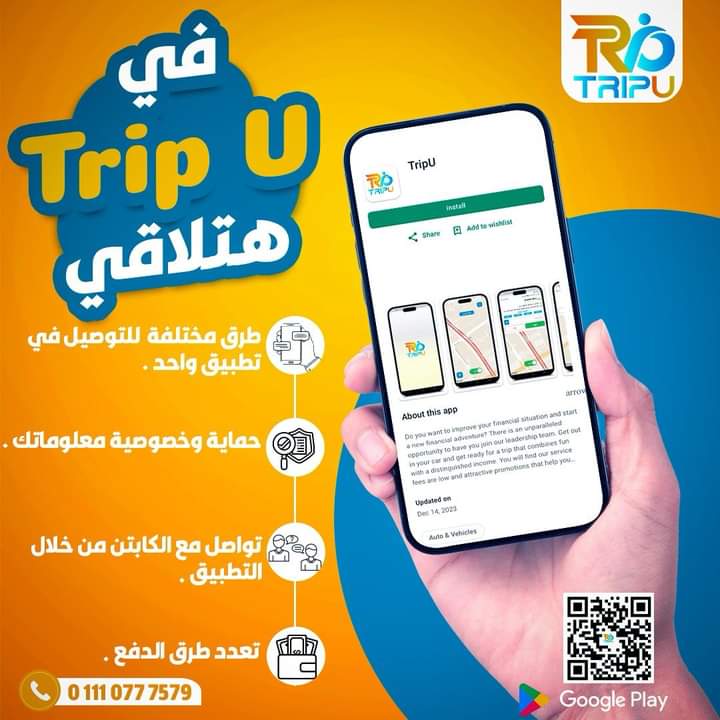 في
Trip U
هتلاقي
TRIPU
طرق مختلفة للتوصيل في
تطبيق واحد .
حماية وخصوصية معلوماتك .
تواصل مع الكابتن من خلال
التطبيق .
تعدد طرق الدفع .
0 111 077 7579
TripU
TRIPU
Install
Share
Add to wishlist
TRIPU
arrow
About this app
Do you want to improve your financial situation and start
a new financial adventure? There is an unparalleled
opportunity to have you join our leadership team. Get out
in your car and get ready for a trip that combines fun
with a distinguished income. You will find our service
fees are low and attractive promotions that help you...
Updated on
Dec 14, 2023
Auto & Vehicles
Google Play